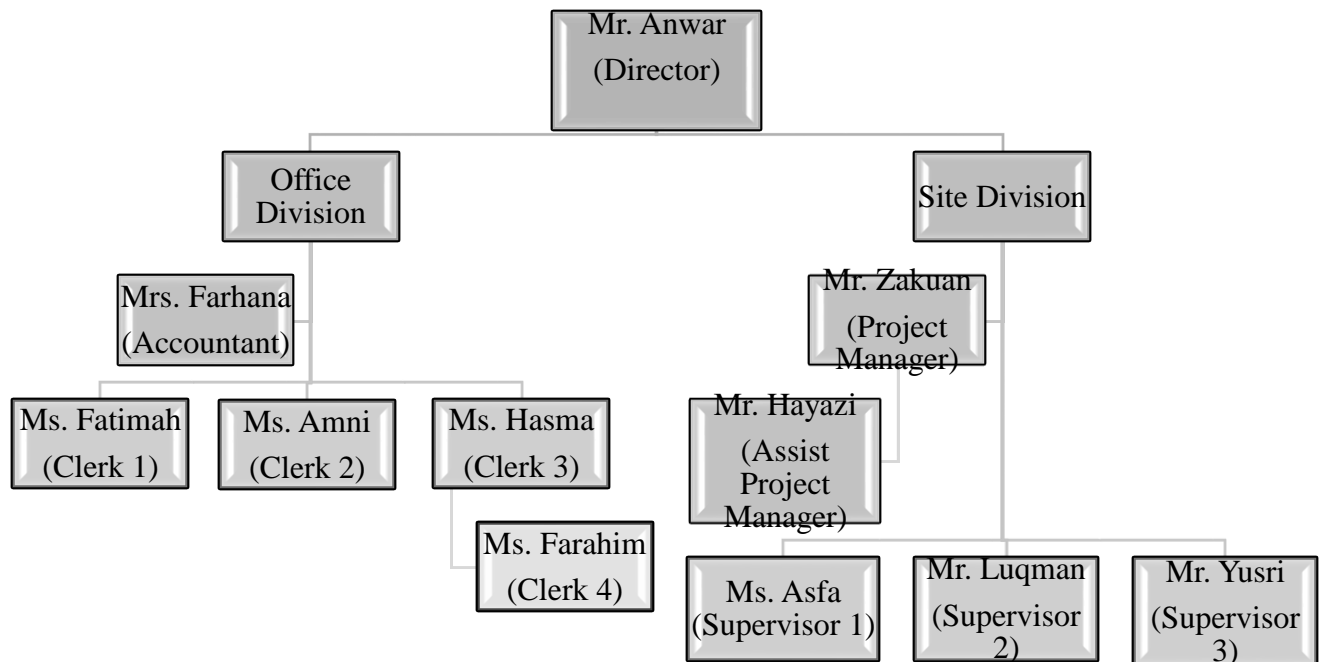 Mr. Anwar
(Director)
Office
Division
Site Division
Mrs. Farhana
(Accountant)
Mr. Zakuan
(Project
Manager)
Ms. Fatimah
(Clerk 1)
Ms. Amni
(Clerk 2)
Ms. Hasma
(Clerk 3)
Mr. Hayazi
(Assist
Project
Manager)
Ms. Farahim
(Clerk 4)
Ms. Asfa
(Supervisor 1)
Mr. Luqman
(Supervisor
2)
Mr. Yusri
(Supervisor
3)